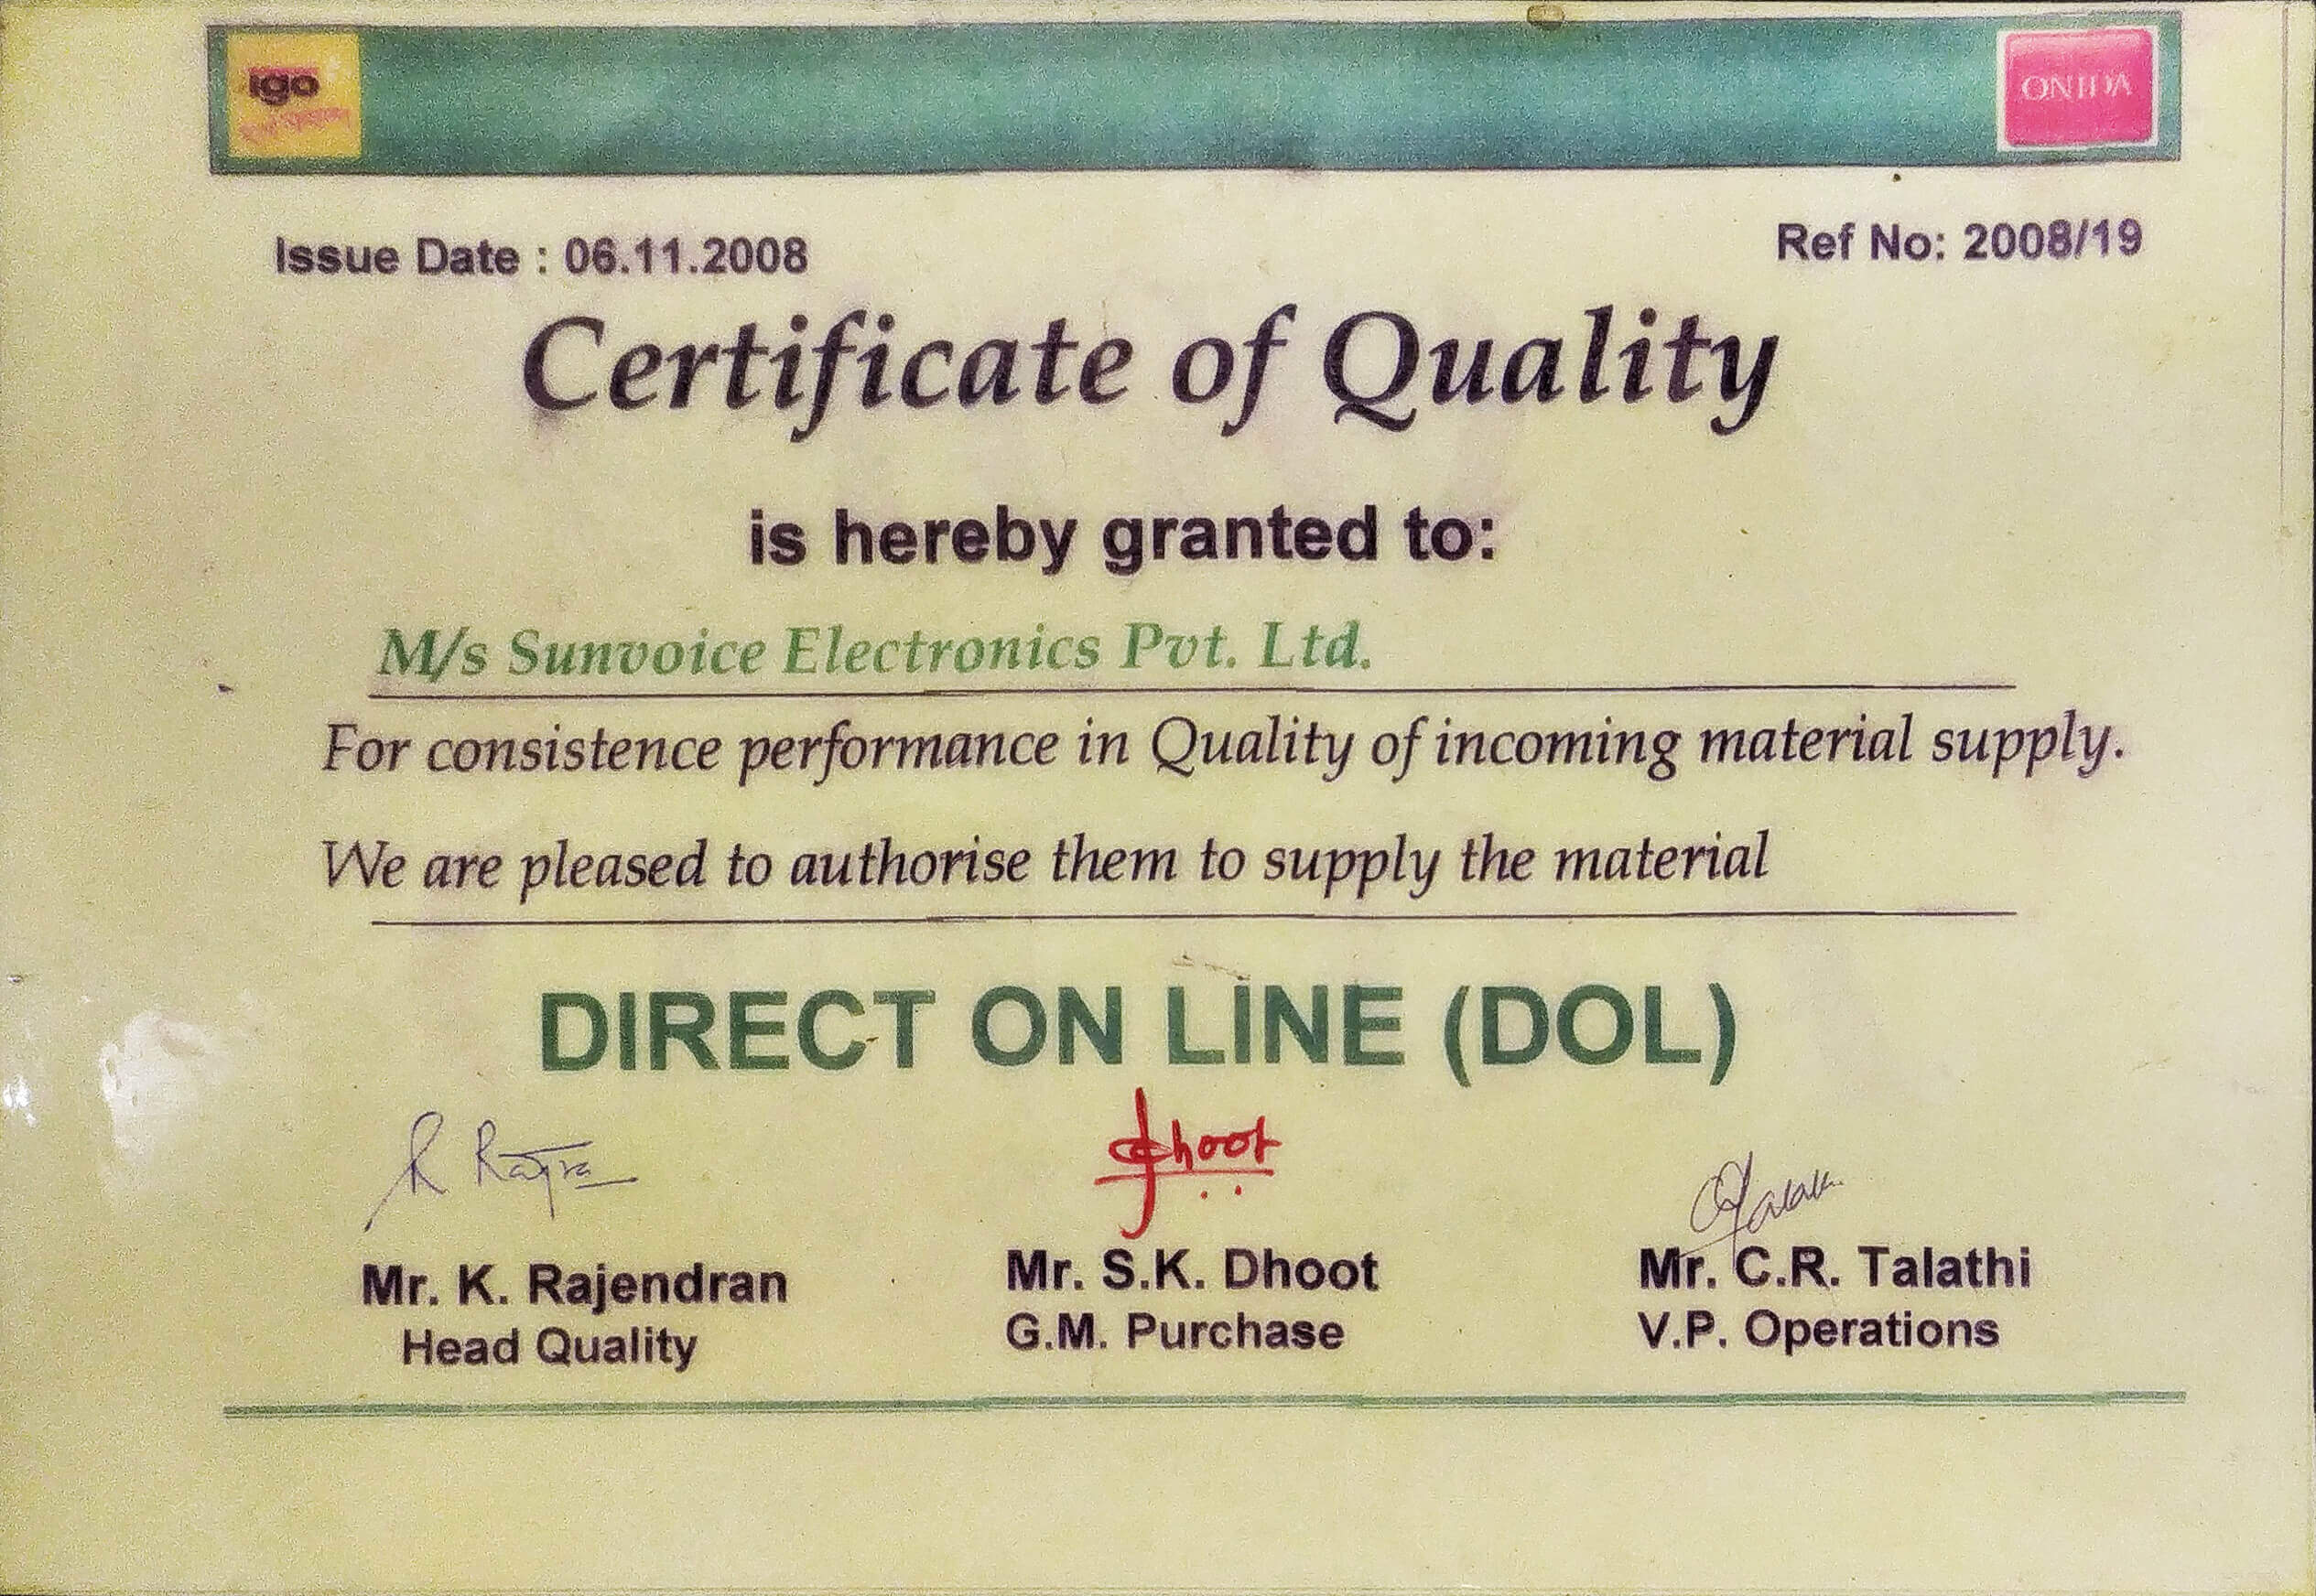 igo
ONIDA
Issue Date : 06.11.2008
Ref No: 2008/19
Certificate of Quality
is hereby granted to:
M/s Sunvoice Electronics Pvt. Ltd.
For consistence performance in Quality of incoming material supply.
We are pleased to authorise them to supply the material
DIRECT ON LINE (DOL)
Dhoot
Mr. K. Rajendran
Mr. S.K. Dhoot
Mr. C.R. Talathi
Head Quality
G.M. Purchase
V.P. Operations